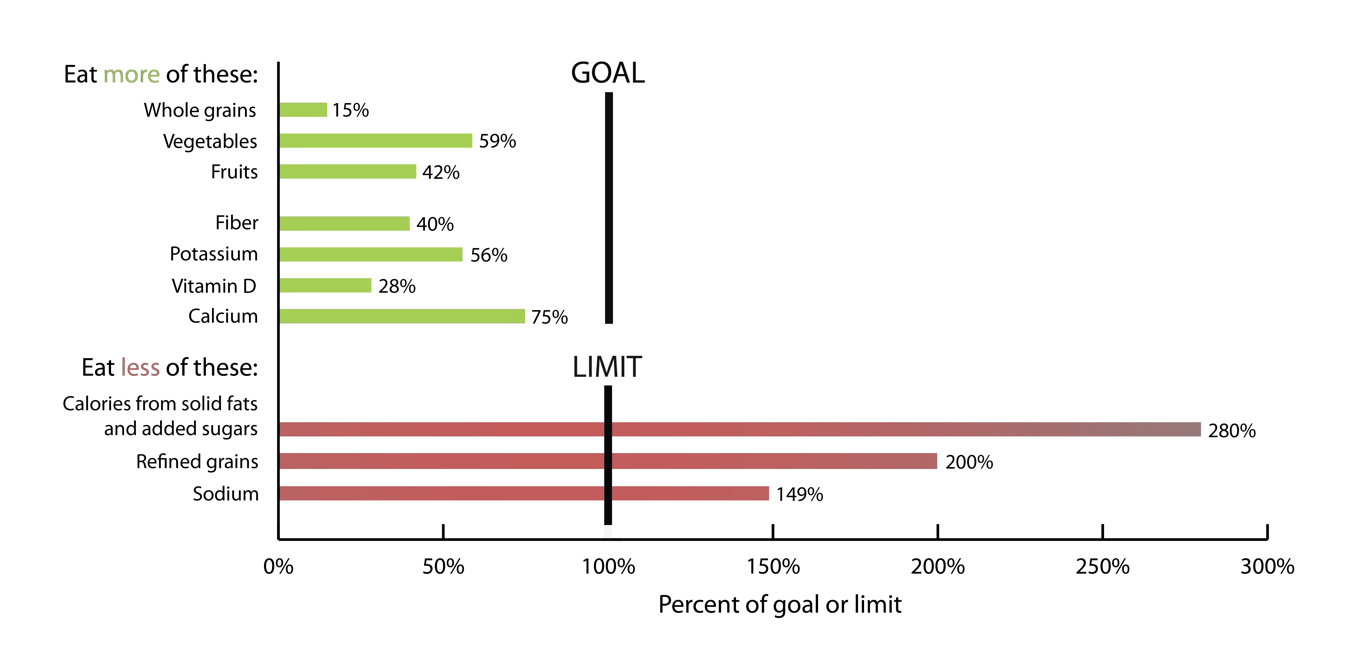 Eat more of these:
GOAL
Whole grains
15%
Vegetables
59%
Fruits
42%
Fiber
40%
Potassium
56%
Vitamin D
28%
Calcium
75%
Eat less of these:
LIMIT
Calories from solid fats
and added sugars
280%
Refined grains
200%
Sodium
149%
0%
50%
100%
150%
200%
250%
300%
Percent of goal or limit